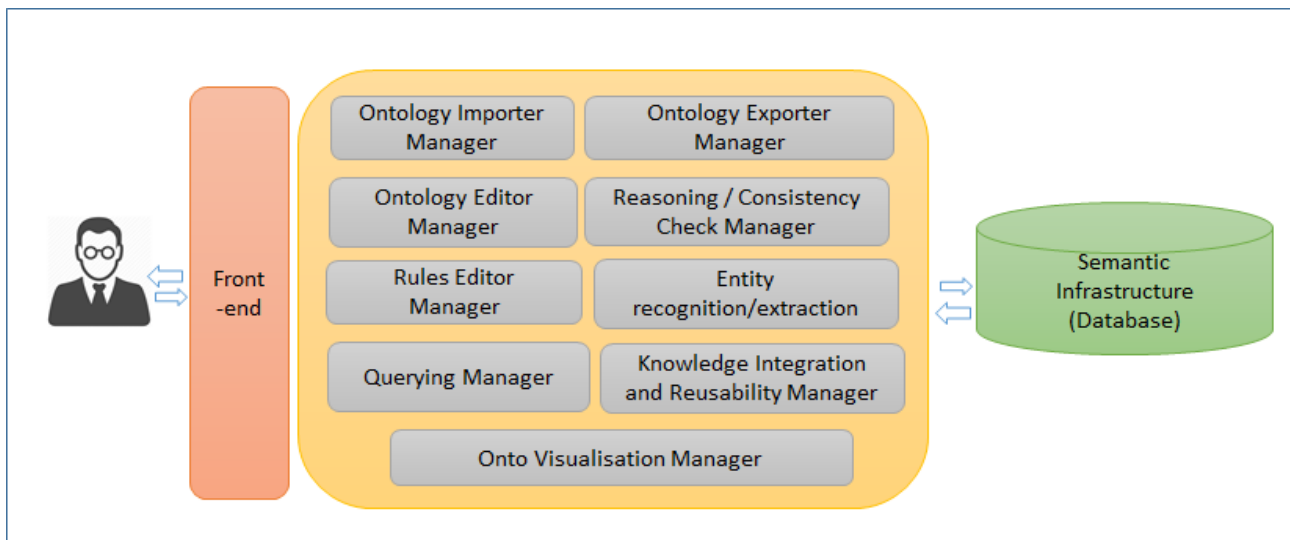 Ontology Importer
Manager
Ontology Exporter
Manager
Ontology Editor
Manager
Reasoning / Consistency
Check Manager
Front
-end
Rules Editor
Manager
Entity
recognition/extraction
Semantic
Infrastructure
(Database)
Querying Manager
Knowledge Integration
and Reusability Manager
Onto Visualisation Manager